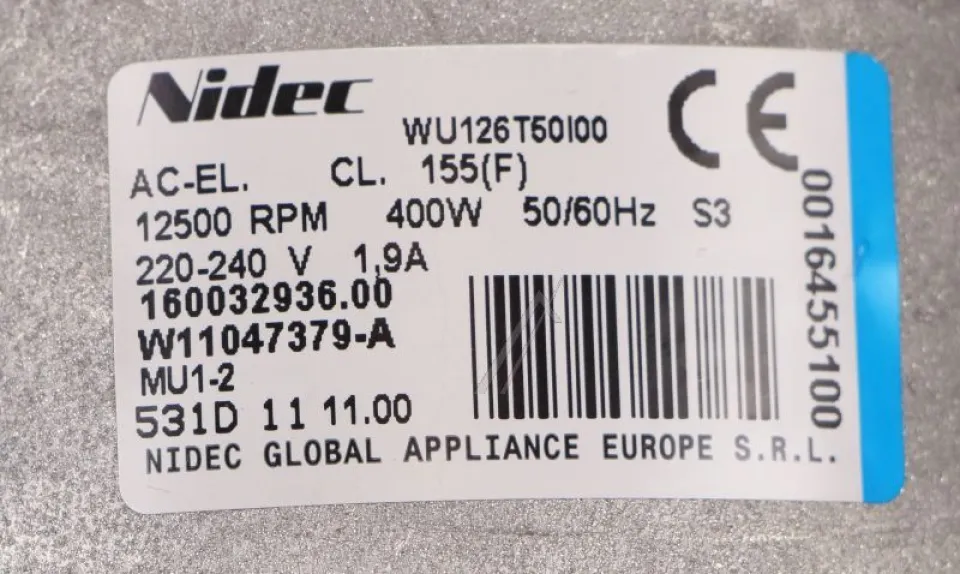 Nidec
WU126T50I00
CE
AC-EL. CL. 155(F)
12500 RPM 400W 50/60Hz S3
220-240 V 1,9A
160032936.00
W11047379-A
MU1-2
531D 11 11.00
NIDEC GLOBAL APPLIANCE EUROPE S.R.L.
0016455100